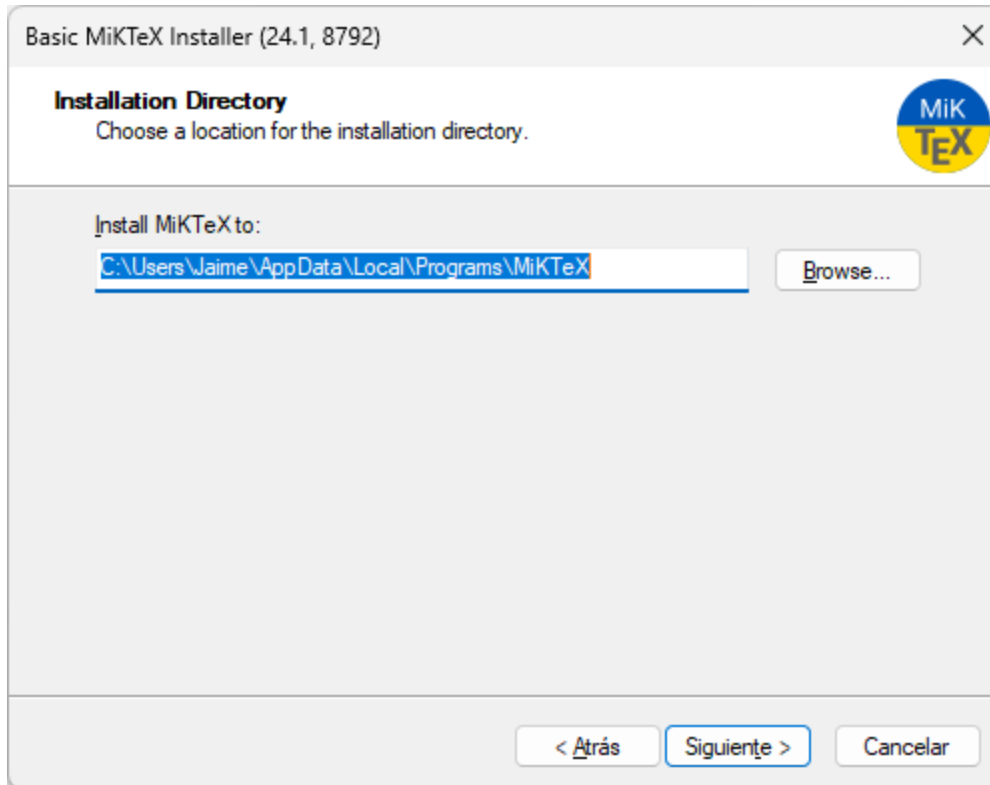 Basic MiKTeX Installer (24.1, 8792)
Installation Directory
Choose a location for the installation directory.
MiK
TEX
Install MiKTeX to:
C:\Users\Jaime\AppData\Local\Programs\MiKTeX
Browse...
< Atrás
Siguiente >
Cancelar